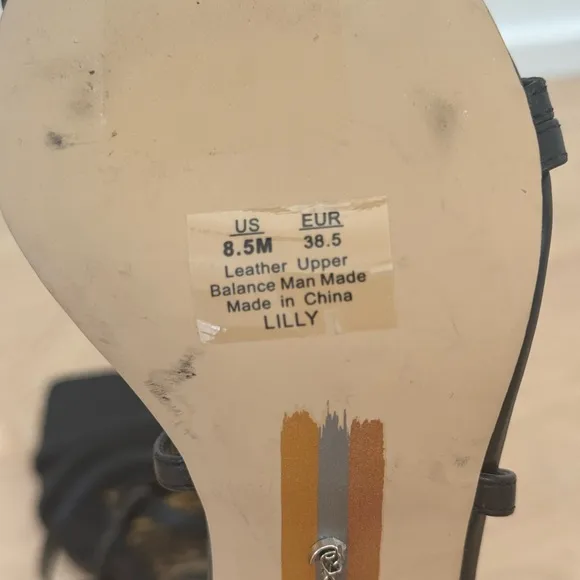 US EUR
8.5M 38.5
Leather Upper
Balance Man Made
Made in China
LILLY